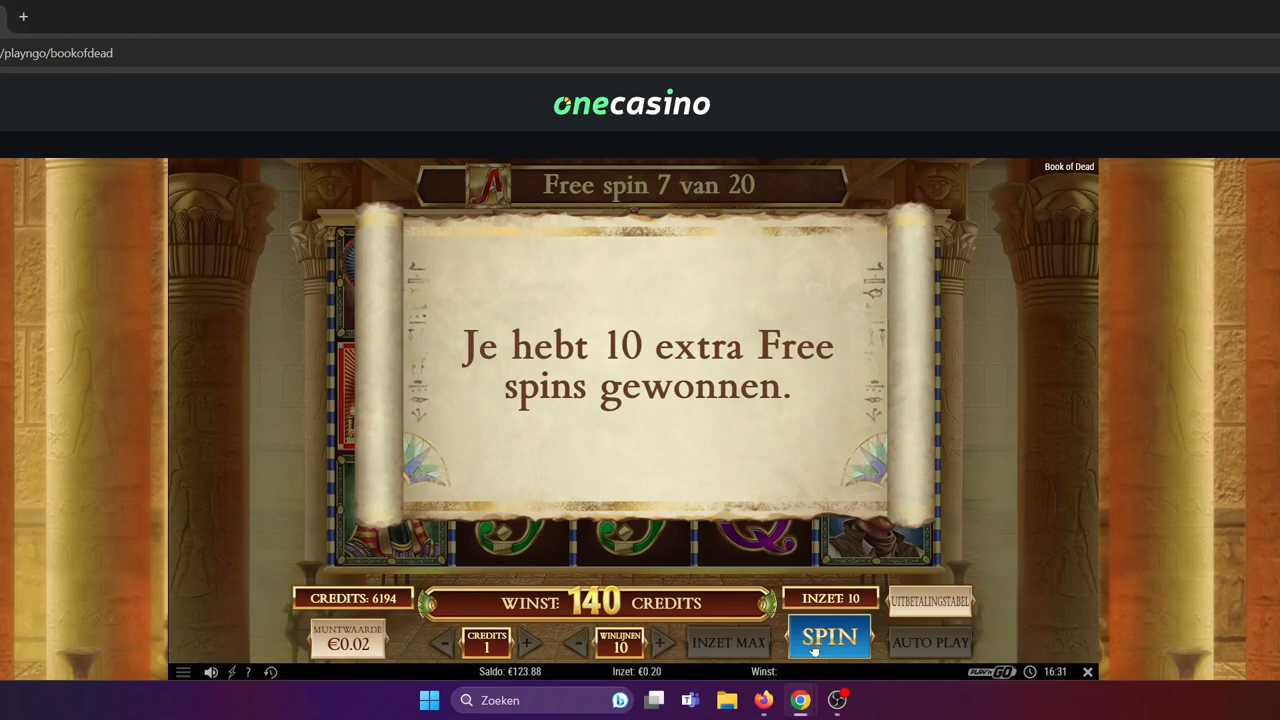 +
/playngo/bookofdead
onecasino
Book of Dead
A
Free spin 7 van 20
Je hebt 10 extra Free
spins gewonnen.
Q
CREDITS: 6194
WINST: 140 CREDITS
INZET: 10
UITBETALINGSTABEL
MUNTWAARDE
€0.02
- CREDITS +
1
- WINLIJNEN +
10
INZET MAX
SPIN
AUTO PLAY
?
Saldo: €123.88
Inzet: €0.20
Winst:
PLAY'N GO
16:31
Zoeken